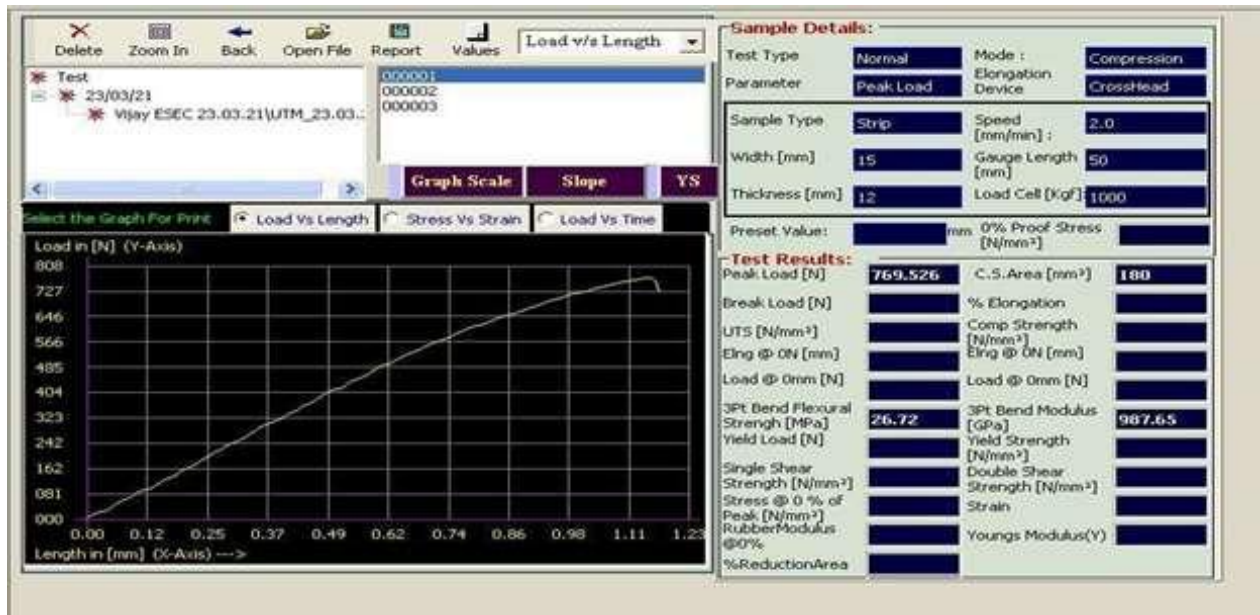 Delete Zoom In Back Open File Report Values Load v/s Length
Test
23/03/21
Vijay ESEC 23.03.21\UTM_23.03.:
000001
000002
000003
Graph Scale Slope YS
Select the Graph For Print Load Vs Length Stress Vs Strain Load Vs Time
Load in [N] (Y-Axis)
808
727
646
566
485
404
323
242
162
081
000
0.00 0.12 0.25 0.37 0.49 0.62 0.74 0.86 0.98 1.11 1.23
Length in [mm] (X-Axis) --->
Sample Details:
Test Type Normal Mode : Compression
Parameter Peak Load Elongation Device CrossHead
Sample Type Strip Speed [mm/min] : 2.0
Width [mm] 15 Gauge Length [mm] 50
Thickness [mm] 12 Load Cell [Kgf]: 1000
Preset Value: mm 0% Proof Stress [N/mm²]
Test Results:
Peak Load [N] 769.526 C.S.Area [mm²] 180
Break Load [N] % Elongation
UTS [N/mm²] Comp Strength [N/mm²]
Elng @ 0N [mm] Elng @ 0N [mm]
Load @ 0mm [N] Load @ 0mm [N]
3Pt Bend Flexural Strengh [MPa] 26.72 3Pt Bend Modulus [GPa] 987.65
Yield Load [N] Yield Strength [N/mm²]
Single Shear Strength [N/mm²] Double Shear Strength [N/mm²]
Stress @ 0 % of Peak [N/mm²] Strain
RubberModulus @0% Youngs Modulus(Y)
%ReductionArea